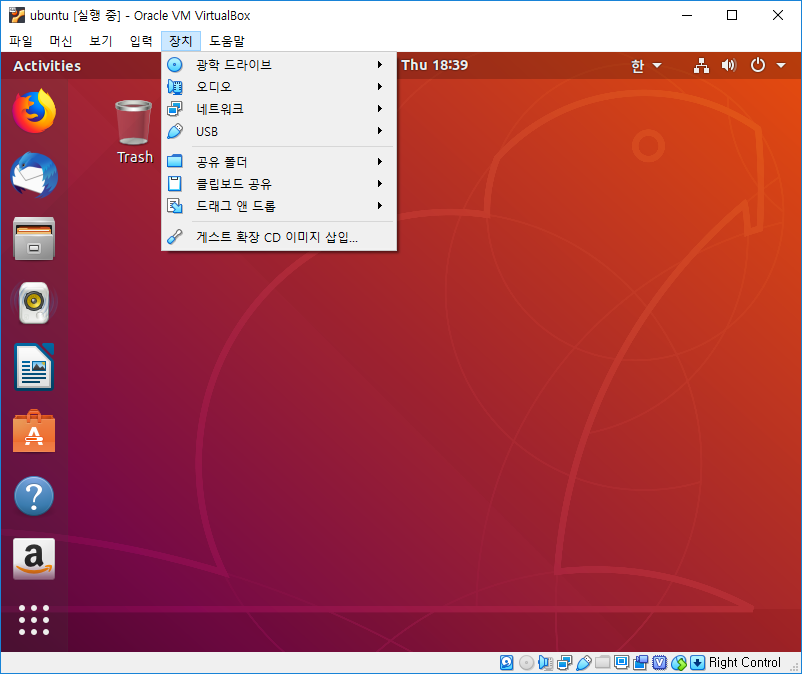 ubuntu [실행 중] - Oracle VM VirtualBox
파일 머신 보기 입력 장치 도움말
Activities
Thu 18:39
한
광학 드라이브
오디오
네트워크
USB
공유 폴더
클립보드 공유
드래그 앤 드롭
게스트 확장 CD 이미지 삽입...
Trash
Right Control